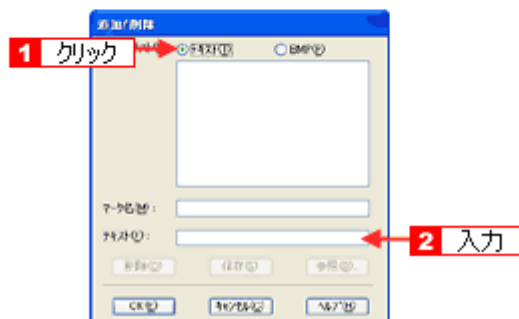 追加/削除
1 クリック
テキスト(T) BMP(B)
マーク名(M):
テキスト(X):
2 入力
削除(D) 保存(S) 参照(O)...
OK(E) キャンセル(C) ヘルプ(H)